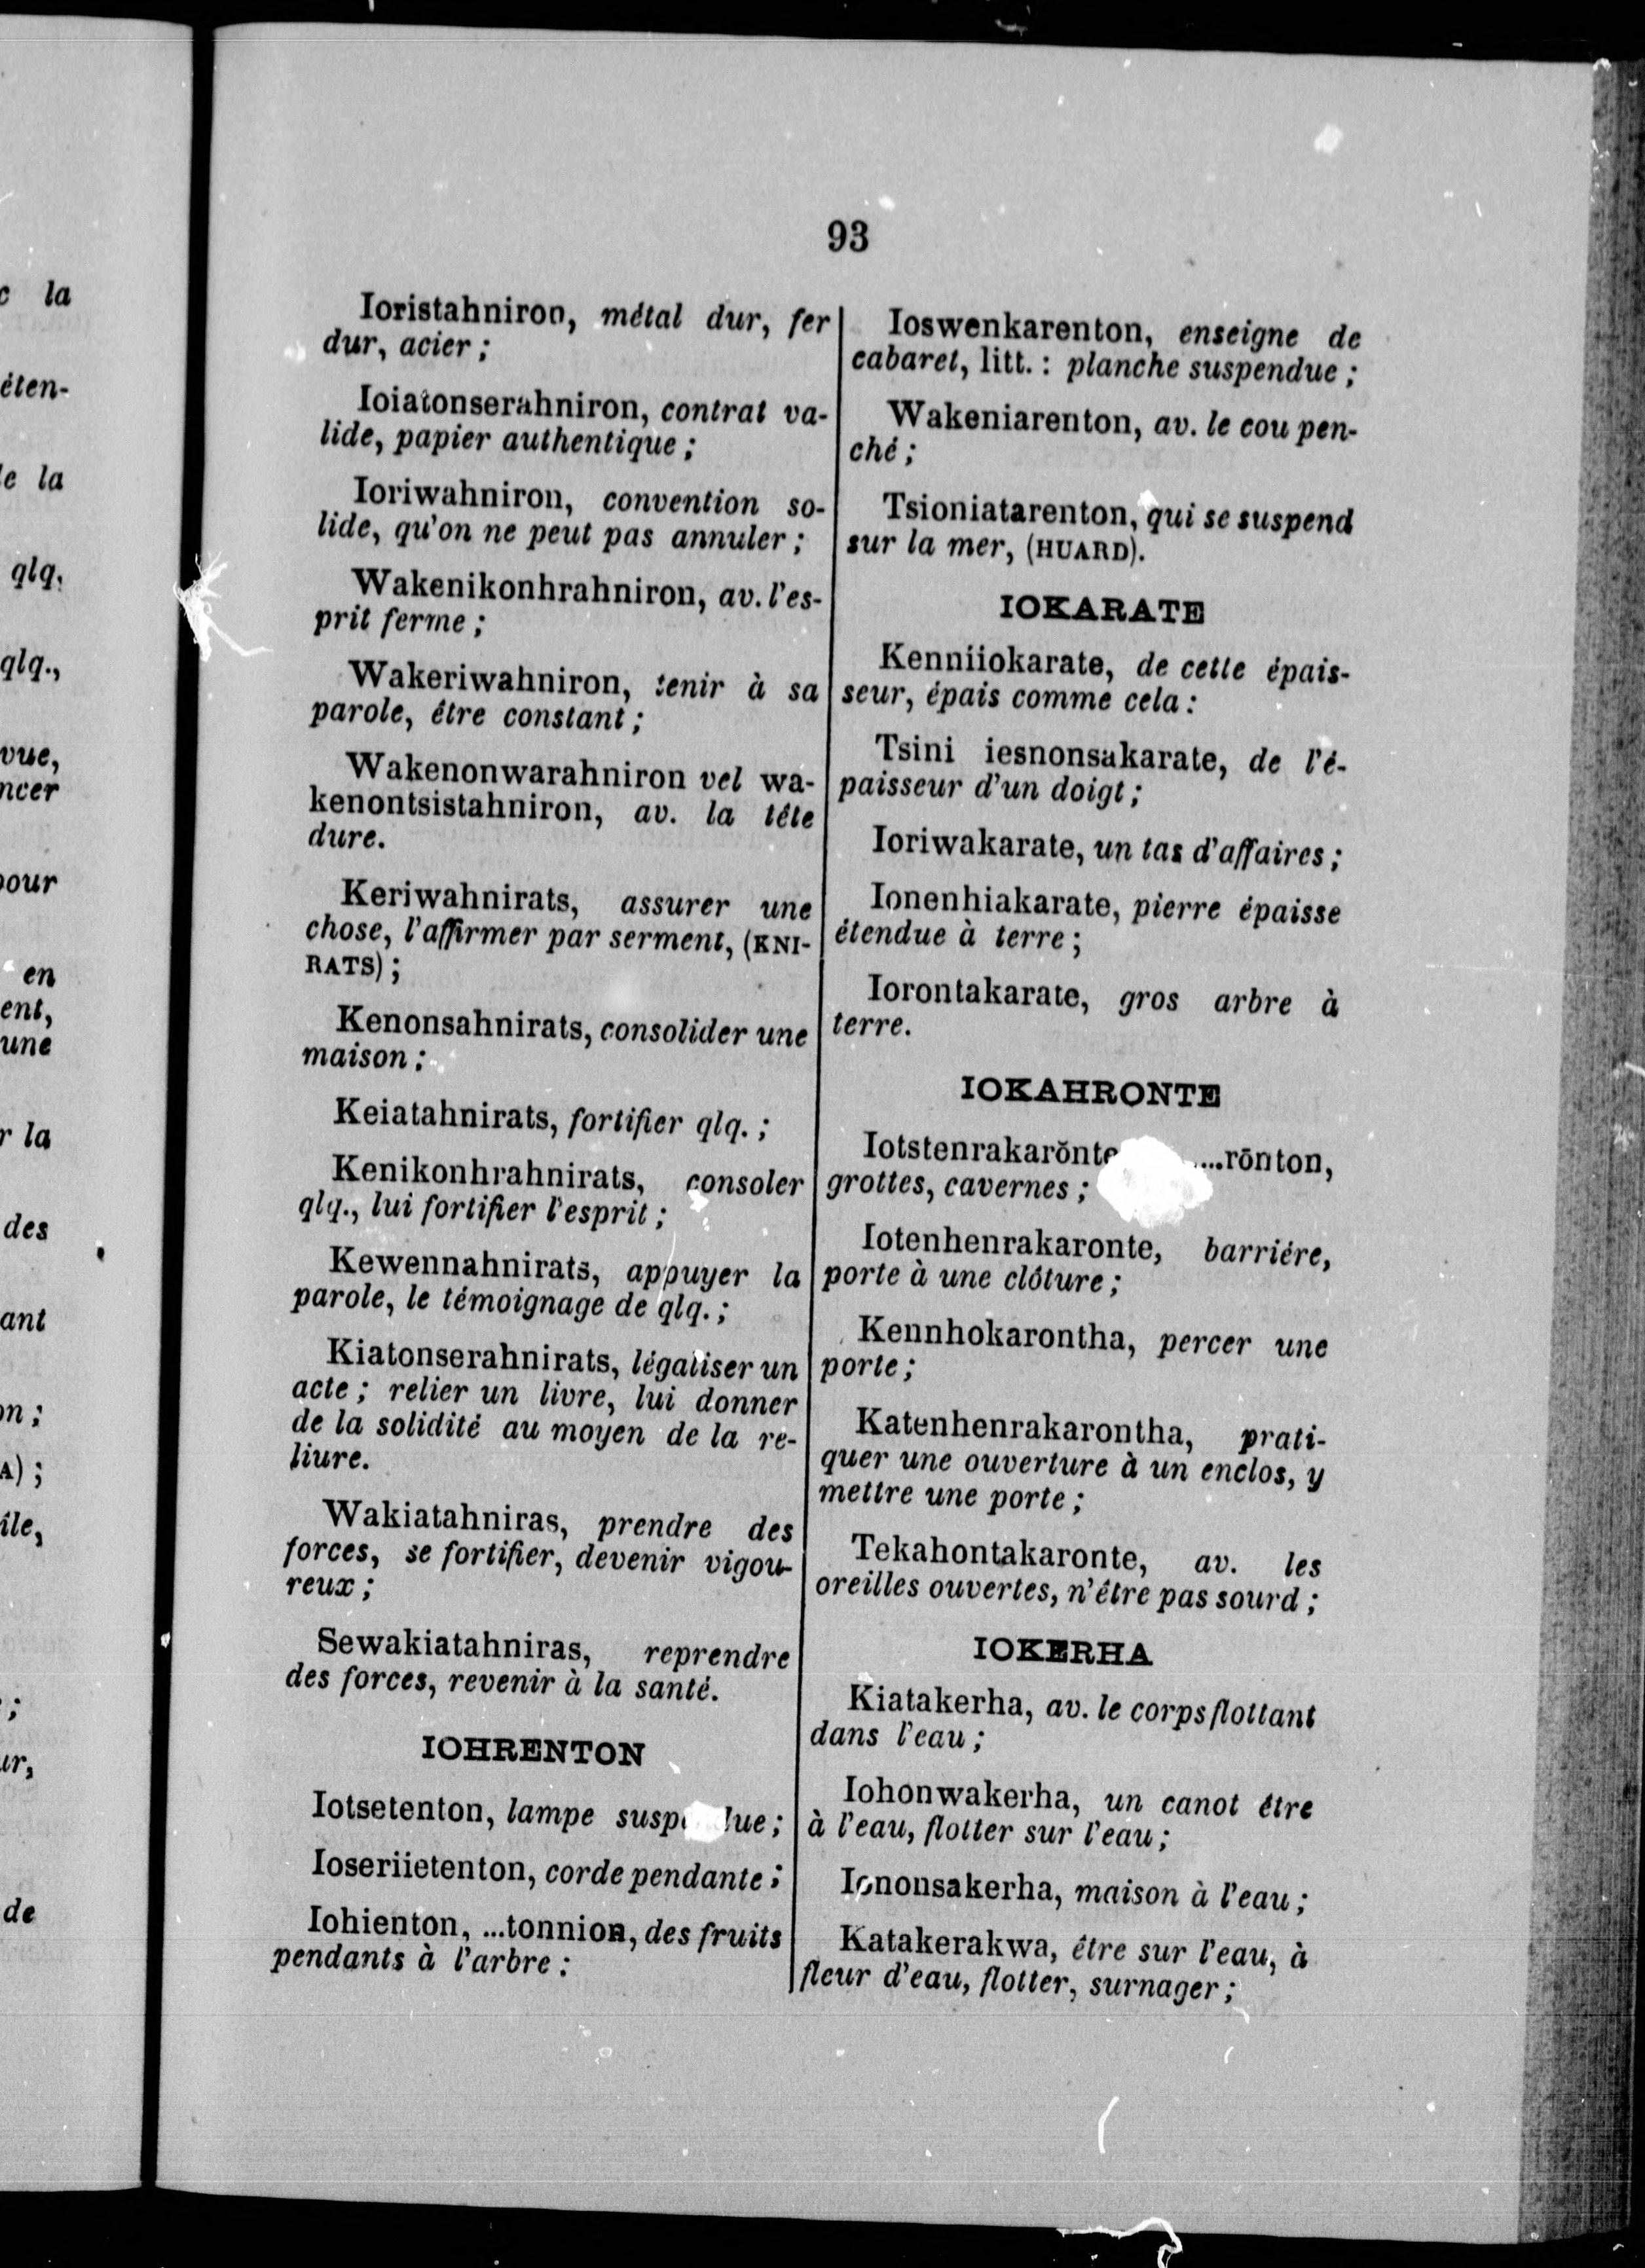 93
Ioristahniron, métal dur, fer
dur, acier ;
Ioiatonserahniron, contrat va-
lide, papier authentique ;
Ioriwahniron, convention so-
lide, qu'on ne peut pas annuler ;
Wakenikonhrahniron, av. l'es-
prit ferme ;
Wakeriwahniron, tenir à sa
parole, être constant ;
Wakenonwarahniron vel wa-
kenontsistahniron, av. la tête
dure.
Keriwahnirats, assurer une
chose, l'affirmer par serment, (KNI-
RATS) ;
Kenonsahnirats, consolider une
maison ;
Keiatahnirats, fortifier qlq. ;
Kenikonhrahnirats, consoler
qlq., lui fortifier l'esprit ;
Kewennahnirats, appuyer la
parole, le témoignage de qlq. ;
Kiatonserahnirats, légaliser un
acte ; relier un livre, lui donner
de la solidité au moyen de la re-
liure.
Wakiatahniras, prendre des
forces, se fortifier, devenir vigou-
reux ;
Sewakiatahniras, reprendre
des forces, revenir à la santé.
IOHRENTON
Iotsetenton, lampe ;
Ioseriietenton, corde pendante ;
Iohienton, ...tonnion, des fruits
pendants à l'arbre :
Ioswenkarenton, enseigne de
cabaret, litt. : planche suspendue ;
Wakeniarenton, av. le cou pen-
ché ;
Tsioniatarenton, qui se suspend
sur la mer, (HUARD).
IOKARATE
Kenniiokarate, de cette épais-
seur, épais comme cela :
Tsini iesnonsakarate, de l'é-
paisseur d'un doigt ;
Ioriwakarate, un tas d'affaires ;
Ionenhiakarate, pierre épaisse
étendue à terre ;
Iorontakarate, gros arbre à
terre.
IOKAHRONTE
Iotstenrakarŏnte ...rōnton,
grottes, cavernes ;
Iotenhenrakaronte, barrière,
porte à une clôture ;
Kennhokarontha, percer une
porte ;
Katenhenrakarontha, prati-
quer une ouverture à un enclos, y
mettre une porte ;
Tekahontakaronte, av. les
oreilles ouvertes, n'être pas sourd ;
IOKERHA
Kiatakerha, av. le corps flottant
dans l'eau ;
Iohonwakerha, un canot être
à l'eau, flotter sur l'eau ;
Iononsakerha, maison à l'eau ;
Katakerakwa, être sur l'eau, à
fleur d'eau, flotter, surnager ;